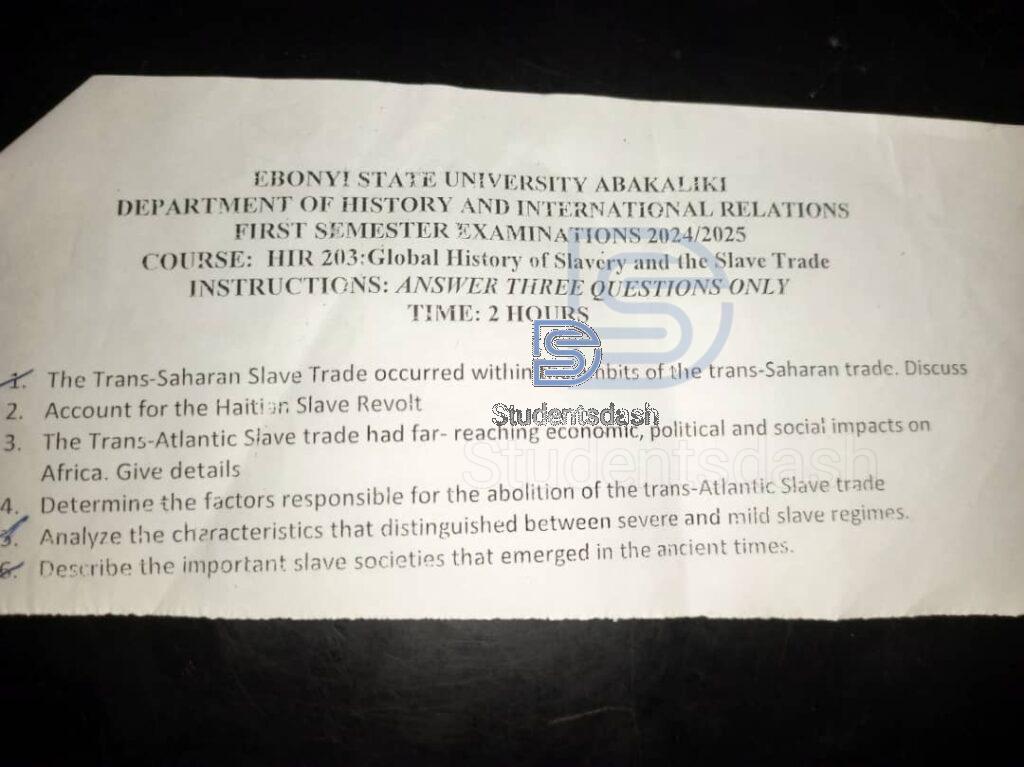 EBONYI STATE UNIVERSITY ABAKALIKI
DEPARTMENT OF HISTORY AND INTERNATIONAL RELATIONS
FIRST SEMESTER EXAMINATIONS 2024/2025
COURSE: HIR 203:Global History of Slavery and the Slave Trade
INSTRUCTIONS: ANSWER THREE QUESTIONS ONLY
TIME: 2 HOURS
1. The Trans-Saharan Slave Trade occurred within of the trans-Saharan trade. Discuss
2. Account for the Haitian Slave Revolt
Studentsdash
3. The Trans-Atlantic Slave trade had far- reaching economic, political and social impacts on
Africa. Give details
Studentsdash
4. Determine the factors responsible for the abolition of the trans-Atlantic Slave trade
5. Analyze the characteristics that distinguished between severe and mild slave regimes.
6. Describe the important slave societies that emerged in the ancient times.